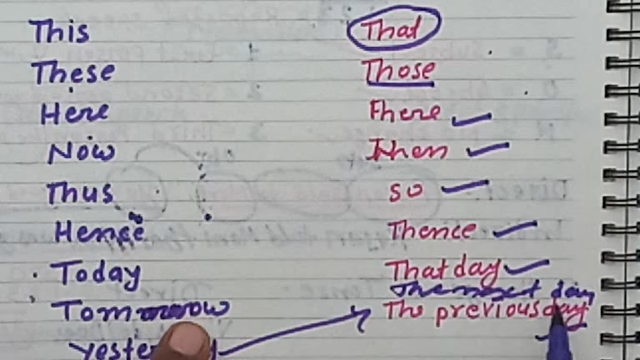 This That
These Those
Here There
Now Then
Thus so
Hence Thence
Today That day
The next day
Tomorrow The previous day